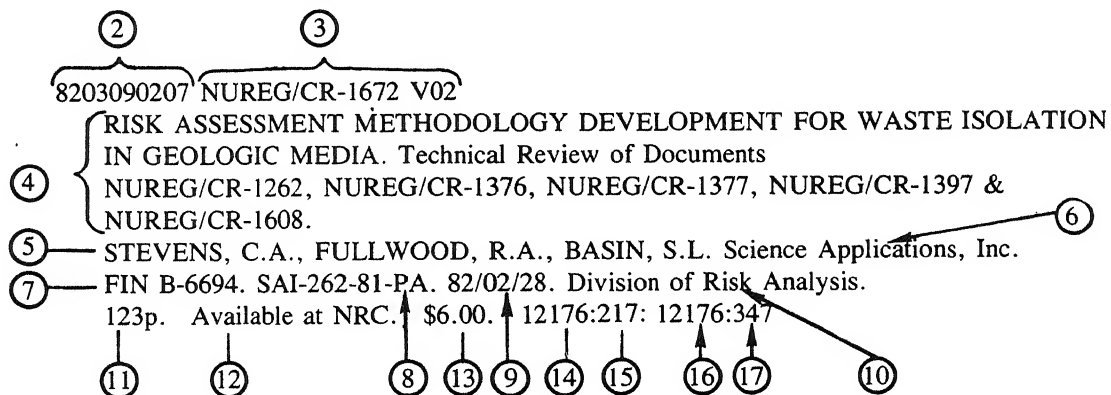 ② ③
8203090207 NUREG/CR-1672 V02
RISK ASSESSMENT METHODOLOGY DEVELOPMENT FOR WASTE ISOLATION
IN GEOLOGIC MEDIA. Technical Review of Documents
④ NUREG/CR-1262, NUREG/CR-1376, NUREG/CR-1377, NUREG/CR-1397 &
NUREG/CR-1608. ⑥
⑤ STEVENS, C.A., FULLWOOD, R.A., BASIN, S.L. Science Applications, Inc.
⑦ FIN B-6694. SAI-262-81-PA. 82/02/28. Division of Risk Analysis.
123p. Available at NRC. $6.00. 12176:217: 12176:347
⑪ ⑫ ⑧ ⑬ ⑨ ⑭ ⑮ ⑯ ⑰ ⑩